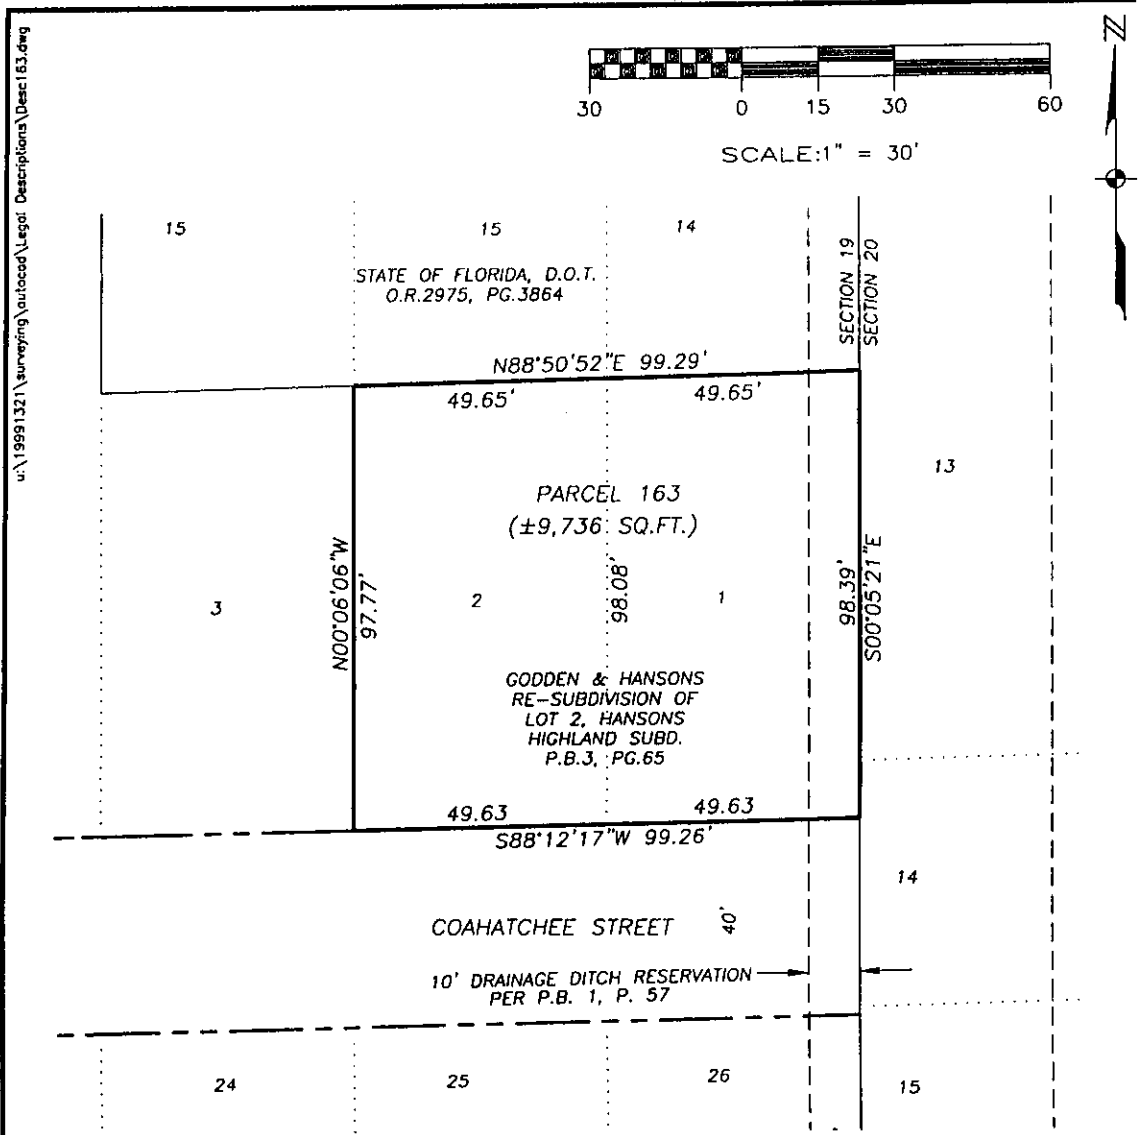 u:\19991321\surveying\autocad\Legal Descriptions\Desc163.dwg
N
30 0 15 30 60
SCALE:1" = 30'
15 15 14
SECTION 19
SECTION 20
STATE OF FLORIDA, D.O.T.
O.R.2975, PG.3864
N88°50'52"E 99.29'
49.65' 49.65'
13
PARCEL 163
(±9,736 SQ.FT.)
N00°06'06"W
97.77'
98.08'
98.39'
S00°05'21"E
3 2 1
GODDEN & HANSONS
RE-SUBDIVISION OF
LOT 2, HANSONS
HIGHLAND SUBD.
P.B.3, PG.65
49.63 49.63
S88°12'17"W 99.26'
14
COAHATCHEE STREET 40'
10' DRAINAGE DITCH RESERVATION
PER P.B. 1, P. 57
24 25 26 15